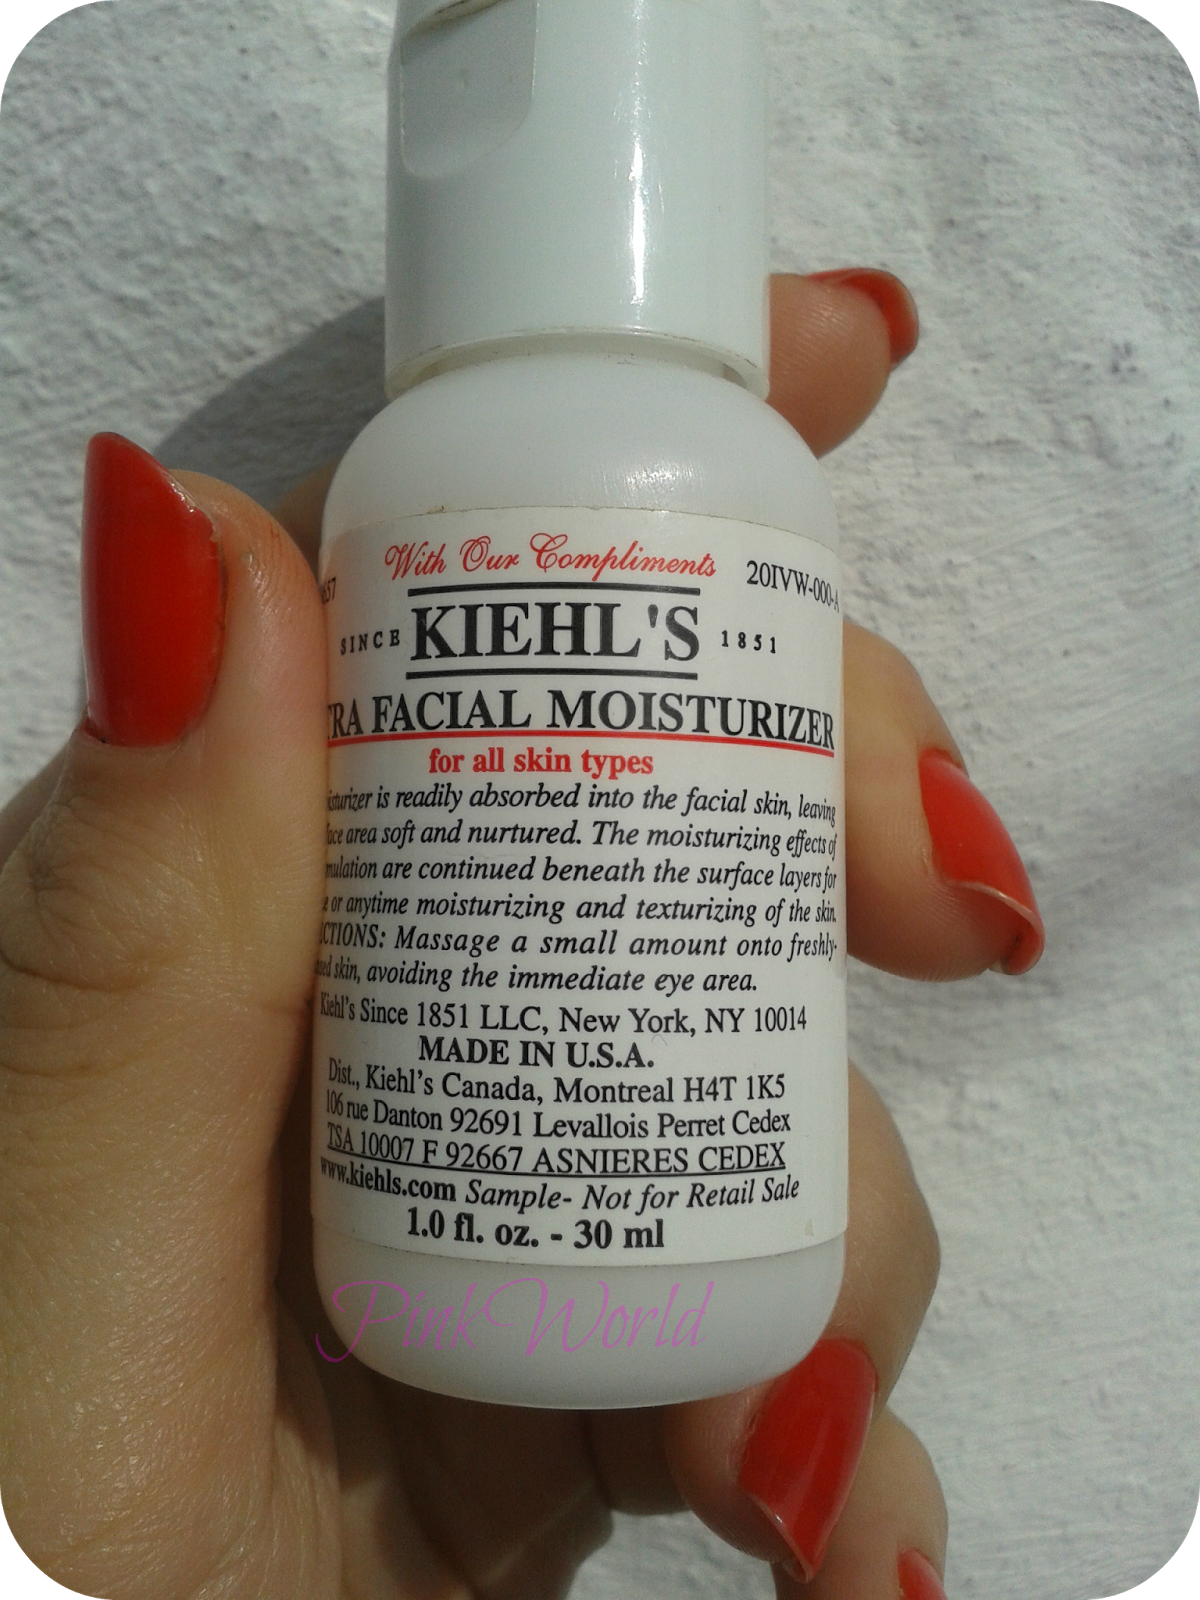 With Our Compliments
20IVW-000-A
SINCE KIEHL'S 1851
FACIAL MOISTURIZER
for all skin types
is readily absorbed into the facial skin, leaving
area soft and nurtured. The moisturizing effects of
are continued beneath the surface layers for
or anytime moisturizing and texturizing of the skin.
Massage a small amount onto freshly-
skin, avoiding the immediate eye area.
Kiehl's Since 1851 LLC, New York, NY 10014
MADE IN U.S.A.
Dist., Kiehl's Canada, Montreal H4T 1K5
106 rue Danton 92691 Levallois Perret Cedex
TSA 10007 F 92667 ASNIERES CEDEX
www.kiehls.com Sample- Not for Retail Sale
1.0 fl. oz. - 30 ml
PinkWorld